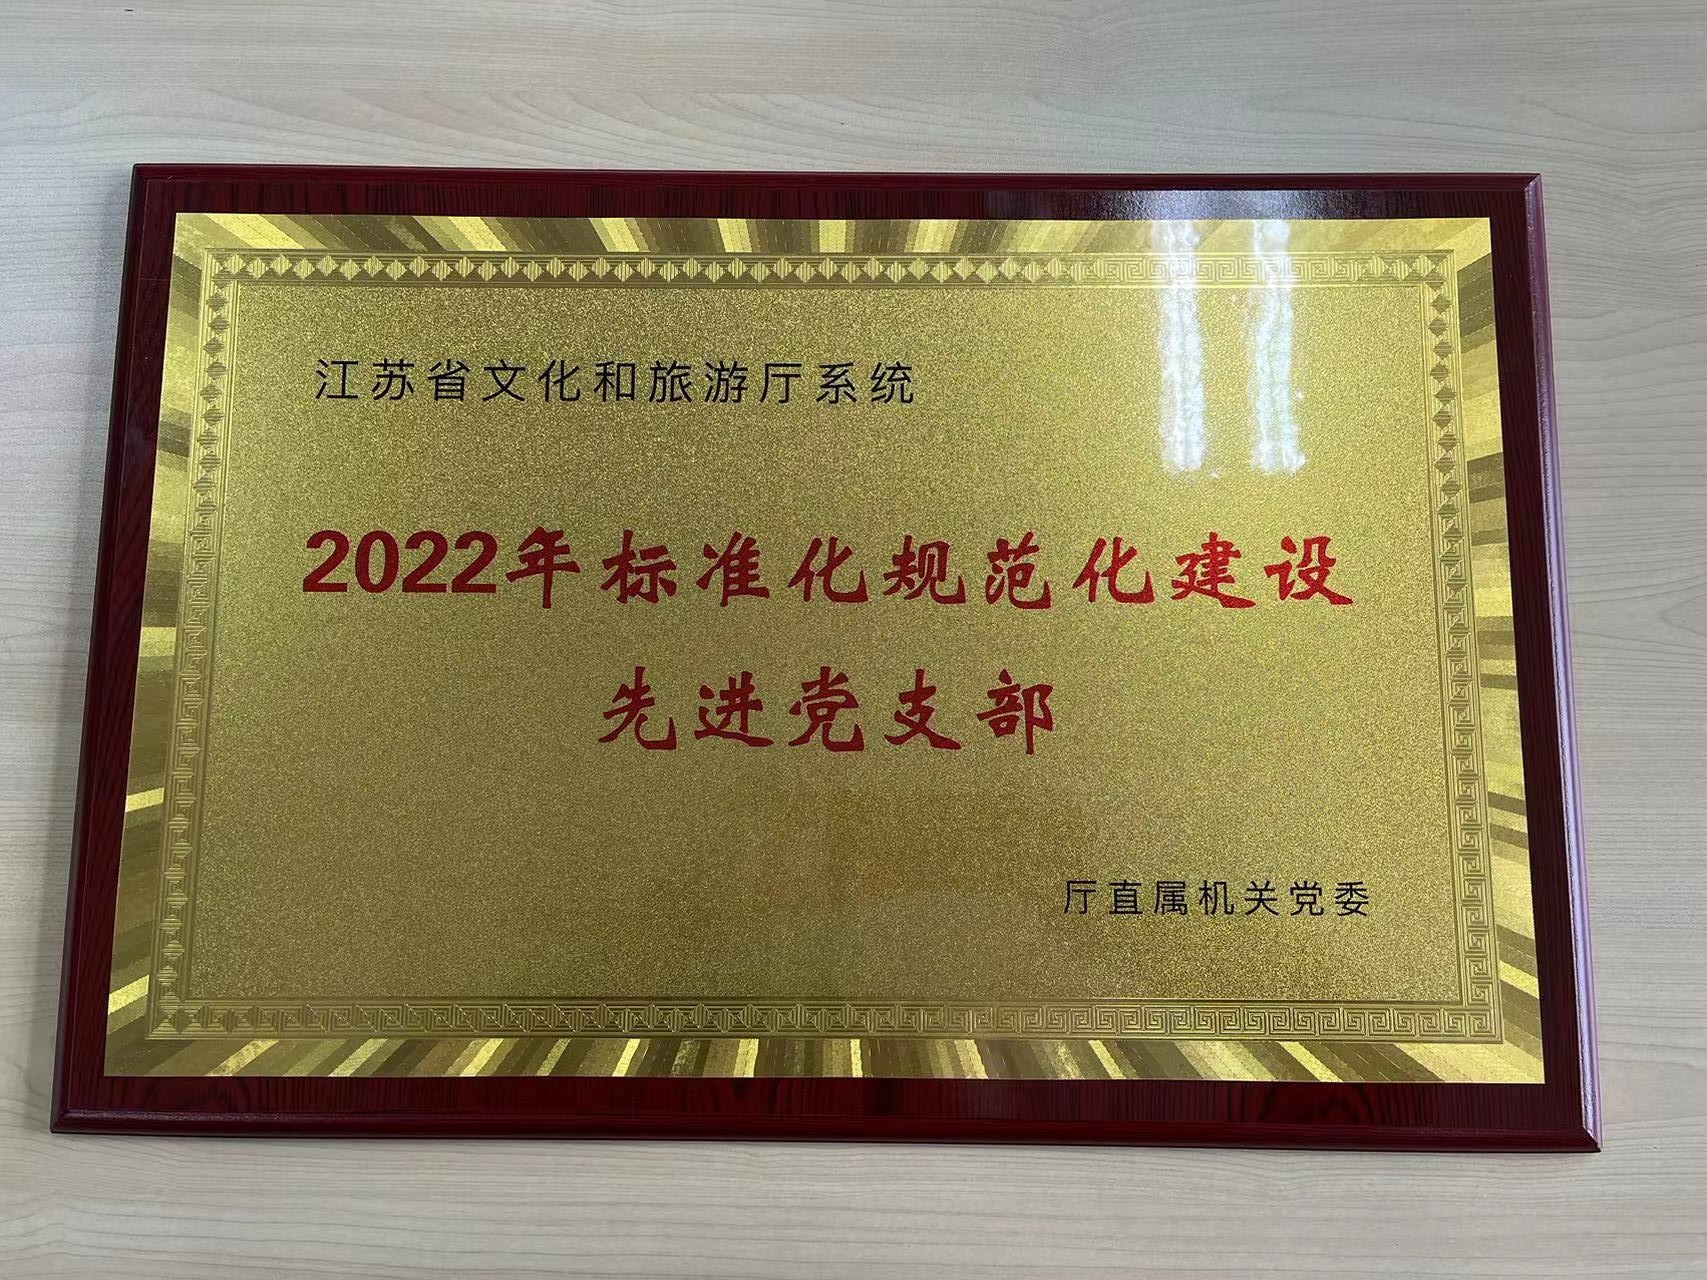 江苏省文化和旅游厅系统
2022年标准化规范化建设
先进党支部
厅直属机关党委